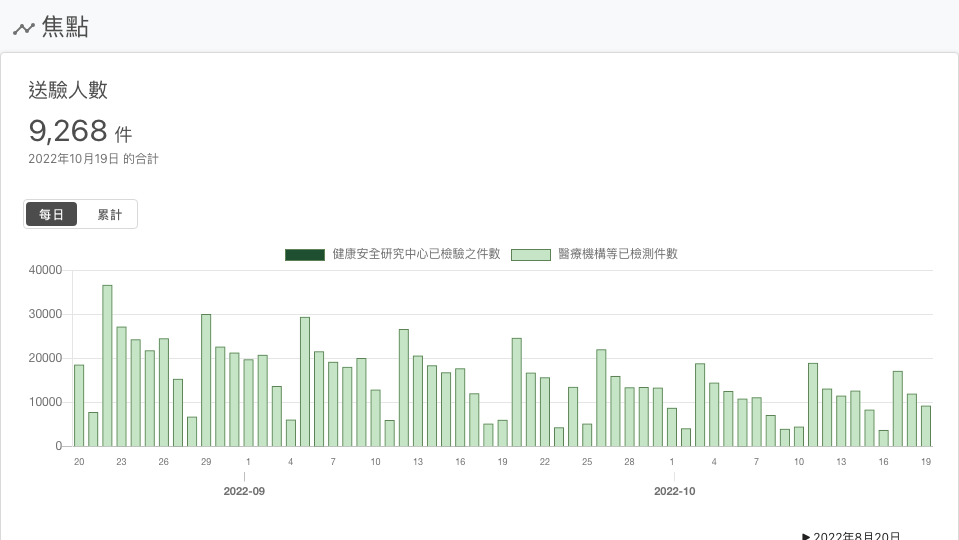 焦點
送驗人數
9,268 件
2022年10月19日 的合計
每日 累計
健康安全研究中心已檢驗之件數 醫療機構等已檢測件數
40000
30000
20000
10000
0
20 23 26 29 1 4 7 10 13 16 19 22 25 28 1 4 7 10 13 16 19
2022-09 2022-10
▶ 2022年8月20日